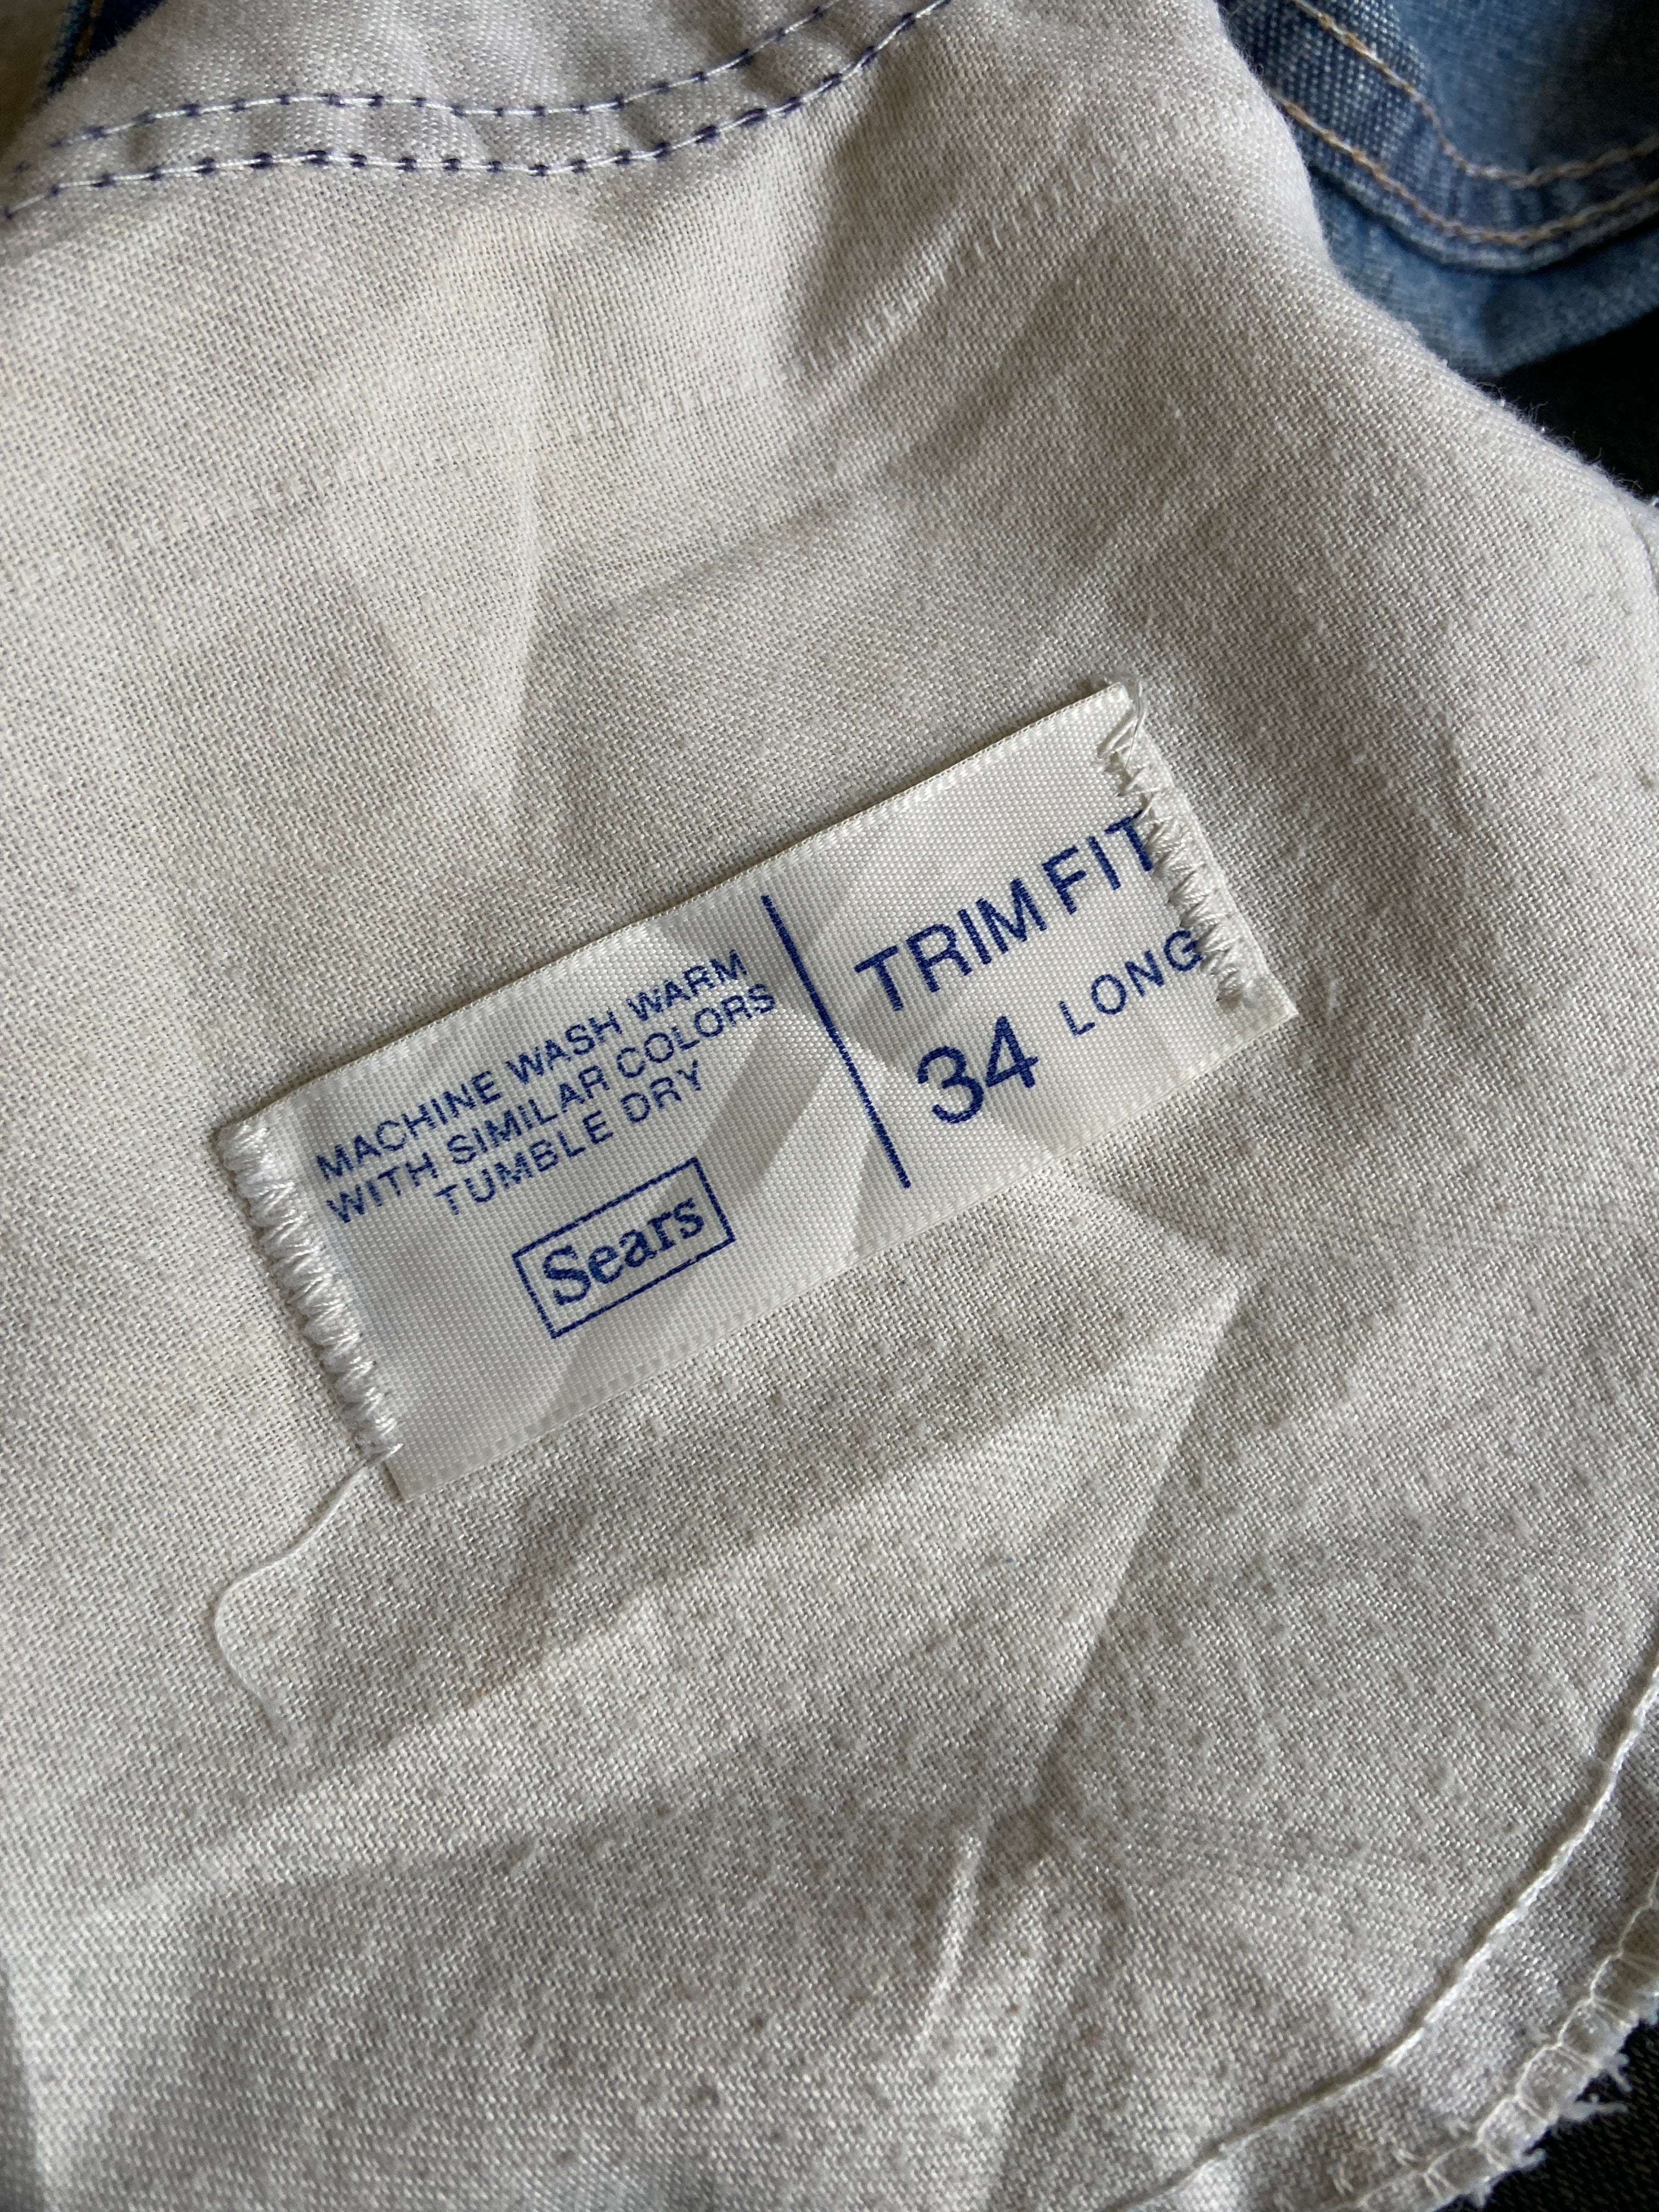 MACHINE WASH WARM
WITH SIMILAR COLORS
TUMBLE DRY
Sears
TRIM FIT
34 LONG